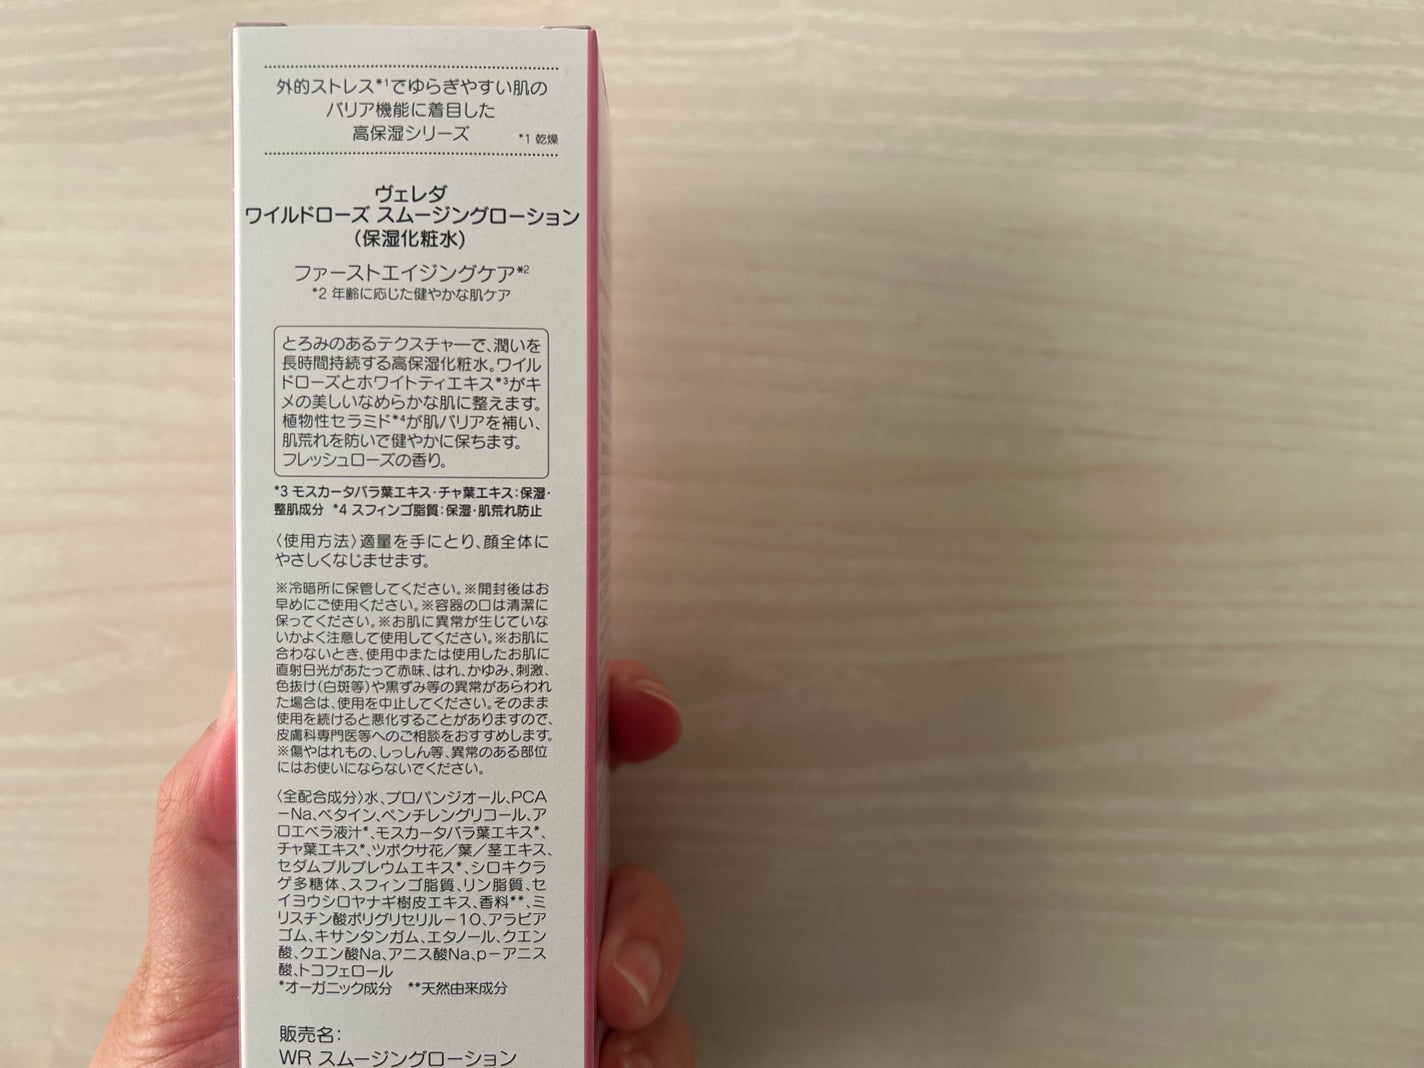 外的ストレス*1でゆらぎやすい肌の
バリア機能に着目した
高保湿シリーズ
*1 乾燥
ヴェレダ
ワイルドローズ スムージングローション
(保湿化粧水)
ファーストエイジングケア*2
*2 年齢に応じた健やかな肌ケア
とろみのあるテクスチャーで、潤いを
長時間持続する高保湿化粧水。ワイル
ドローズとホワイトティエキス*3がキ
メの美しいなめらかな肌に整えます。
植物性セラミド*4が肌バリアを補い、
肌荒れを防いで健やかに保ちます。
フレッシュローズの香り。
*3 モスカータバラ葉エキス・チャ葉エキス:保湿・
整肌成分 *4 スフィンゴ脂質:保湿・肌荒れ防止
〈使用方法〉適量を手にとり、顔全体に
やさしくなじませます。
※冷暗所に保管してください。※開封後はお
早めにご使用ください。※容器の口は清潔に
保ってください。※お肌に異常が生じていな
いかよく注意して使用してください。※お肌に
合わないとき、使用中または使用したお肌に
直射日光があたって赤味、はれ、かゆみ、刺激、
色抜け(白斑等)や黒ずみ等の異常があらわれ
た場合は、使用を中止してください。そのまま
使用を続けると悪化することがありますので、
皮膚科専門医等へのご相談をおすすめします。
※傷やはれもの、しっしん等、異常のある部位
にはお使いにならないでください。
〈全配合成分〉水、プロパンジオール、PCA
-Na、ベタイン、ペンチレングリコール、ア
ロエベラ液汁*、モスカータバラ葉エキス*、
チャ葉エキス*、ツボクサ花/葉/茎エキス、
セダムプルプレウムエキス*、シロキクラ
ゲ多糖体、スフィンゴ脂質、リン脂質、セ
イヨウシロヤナギ樹皮エキス、香料**、ミ
リスチン酸ポリグリセリル-10、アラビア
ゴム、キサンタンガム、エタノール、クエン
酸、クエン酸Na、アニス酸Na、p-アニス
酸、トコフェロール
*オーガニック成分 **天然由来成分
販売名:
WR スムージングローション